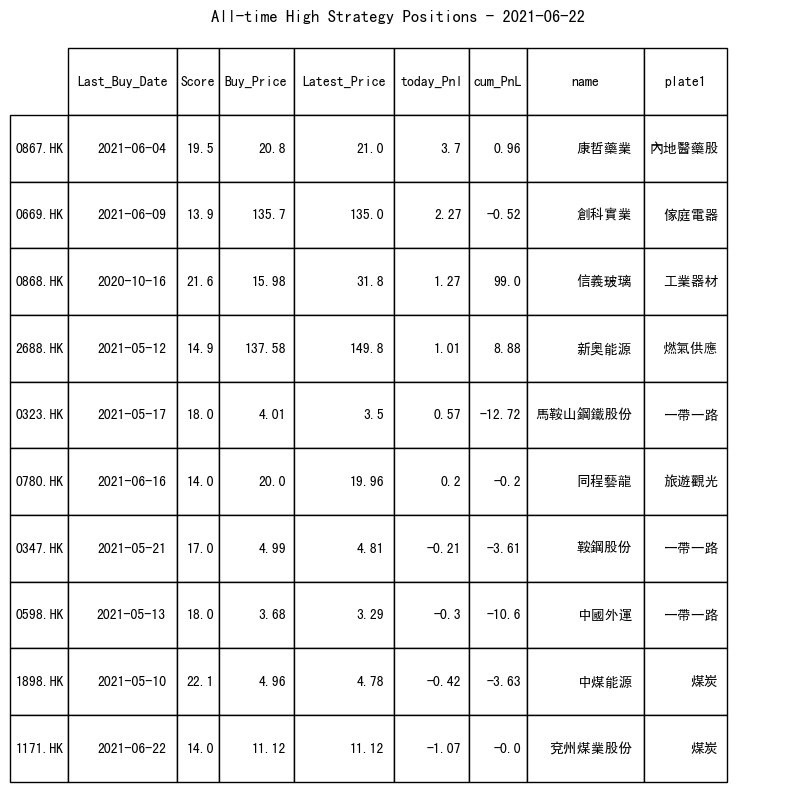 All-time High Strategy Positions - 2021-06-22
Last_Buy_Date Score Buy_Price Latest_Price today_Pnl cum_PnL name plate1
0867.HK 2021-06-04 19.5 20.8 21.0 3.7 0.96 康哲藥業 內地醫藥股
0669.HK 2021-06-09 13.9 135.7 135.0 2.27 -0.52 創科實業 傢庭電器
0868.HK 2020-10-16 21.6 15.98 31.8 1.27 99.0 信義玻璃 工業器材
2688.HK 2021-05-12 14.9 137.58 149.8 1.01 8.88 新奧能源 燃氣供應
0323.HK 2021-05-17 18.0 4.01 3.5 0.57 -12.72 馬鞍山鋼鐵股份 一帶一路
0780.HK 2021-06-16 14.0 20.0 19.96 0.2 -0.2 同程藝龍 旅遊觀光
0347.HK 2021-05-21 17.0 4.99 4.81 -0.21 -3.61 鞍鋼股份 一帶一路
0598.HK 2021-05-13 18.0 3.68 3.29 -0.3 -10.6 中國外運 一帶一路
1898.HK 2021-05-10 22.1 4.96 4.78 -0.42 -3.63 中煤能源 煤炭
1171.HK 2021-06-22 14.0 11.12 11.12 -1.07 -0.0 兗州煤業股份 煤炭